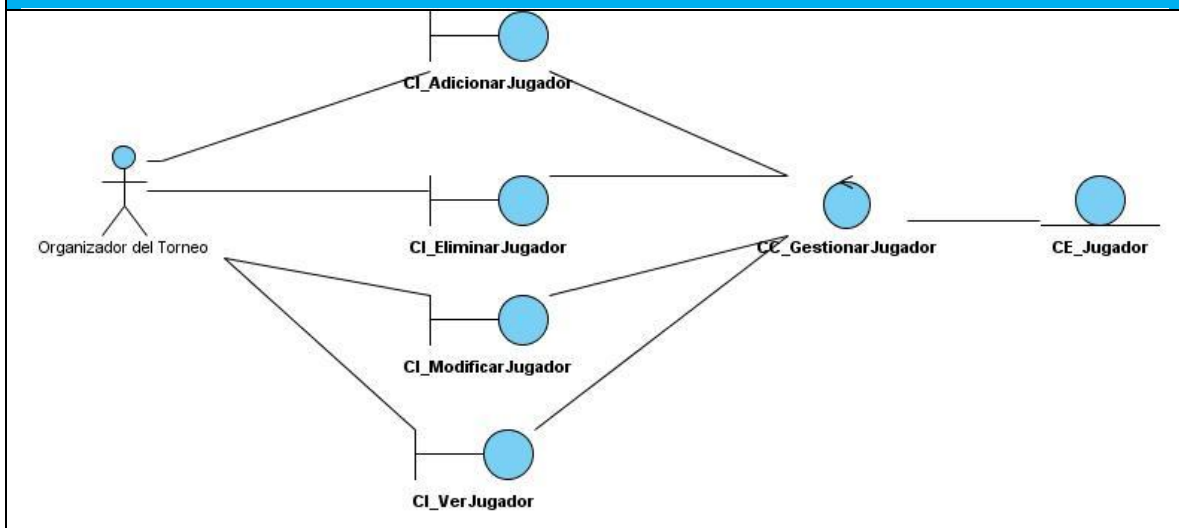 CI_AdicionarJugador
Organizador del Torneo
CI_EliminarJugador
CC_GestionarJugador
CE_Jugador
CI_ModificarJugador
CI_VerJugador